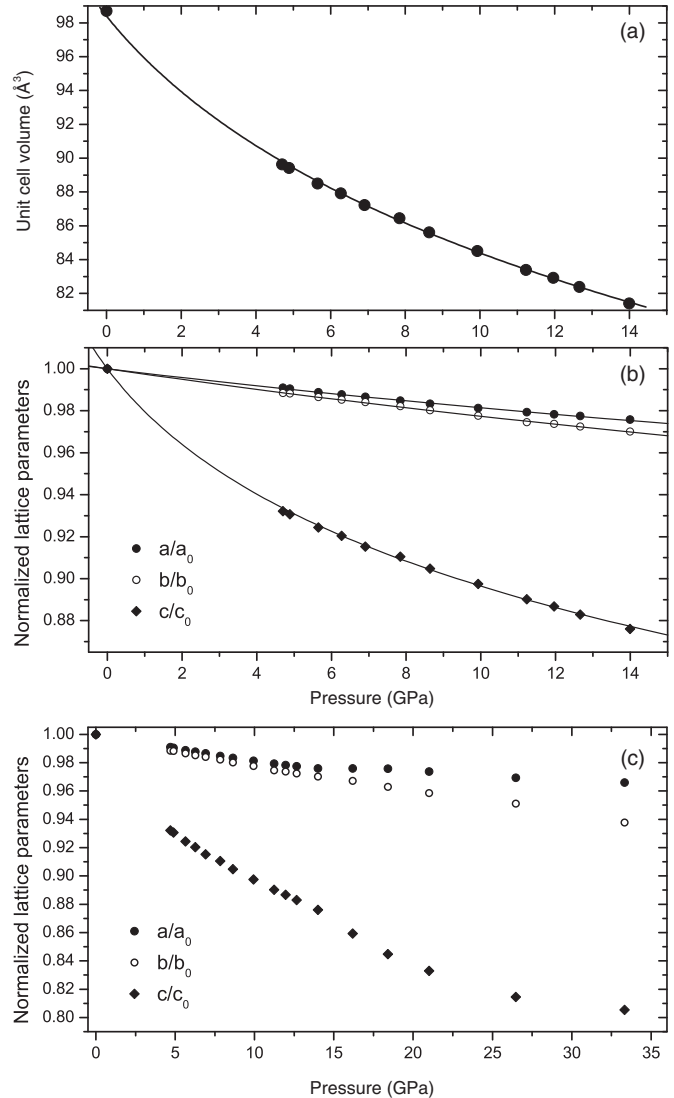 (a)
Unit cell volume (Å³)
98
96
94
92
90
88
86
84
82
0 2 4 6 8 10 12 14
(b)
Normalized lattice parameters
1.00
0.98
0.96
0.94
0.92
0.90
0.88
a/a₀
b/b₀
c/c₀
0 2 4 6 8 10 12 14
Pressure (GPa)
(c)
Normalized lattice parameters
1.00
0.98
0.96
0.94
0.92
0.90
0.88
0.86
0.84
0.82
0.80
a/a₀
b/b₀
c/c₀
0 5 10 15 20 25 30 35
Pressure (GPa)